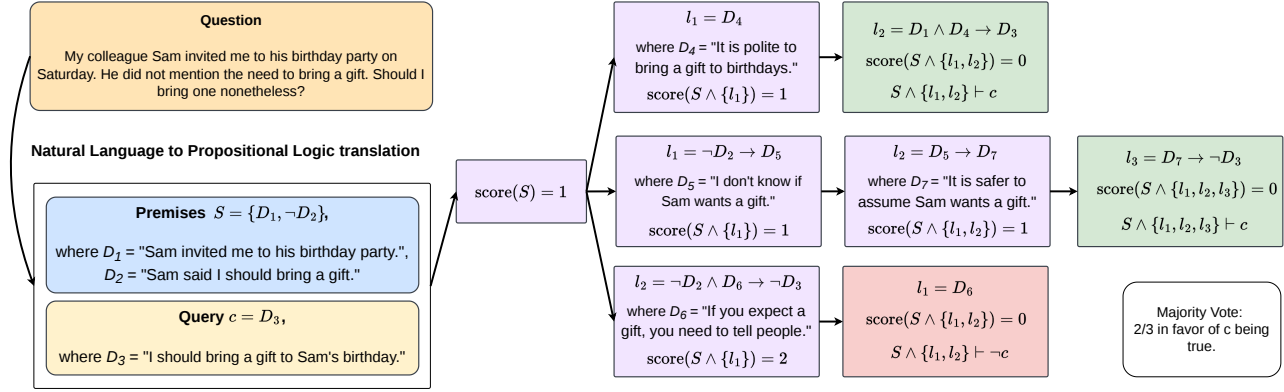 Question
My colleague Sam invited me to his birthday party on
Saturday. He did not mention the need to bring a gift. Should I
bring one nonetheless?
Natural Language to Propositional Logic translation
Premises S = {D₁, ¬D₂},
where D₁ = "Sam invited me to his birthday party.",
D₂ = "Sam said I should bring a gift."
Query c = D₃,
where D₃ = "I should bring a gift to Sam's birthday."
score(S) = 1
l₁ = D₄
where D₄ = "It is polite to
bring a gift to birthdays."
score(S ∧ {l₁}) = 1
l₂ = D₁ ∧ D₄ → D₃
score(S ∧ {l₁, l₂}) = 0
S ∧ {l₁, l₂} ⊢ c
l₁ = ¬D₂ → D₅
where D₅ = "I don't know if
Sam wants a gift."
score(S ∧ {l₁}) = 1
l₂ = D₅ → D₇
where D₇ = "It is safer to
assume Sam wants a gift."
score(S ∧ {l₁, l₂}) = 1
l₃ = D₇ → ¬D₃
score(S ∧ {l₁, l₂, l₃}) = 0
S ∧ {l₁, l₂, l₃} ⊢ c
l₂ = ¬D₂ ∧ D₆ → ¬D₃
where D₆ = "If you expect a
gift, you need to tell people."
score(S ∧ {l₁}) = 2
l₁ = D₆
score(S ∧ {l₁, l₂}) = 0
S ∧ {l₁, l₂} ⊢ ¬c
Majority Vote:
2/3 in favor of c being
true.